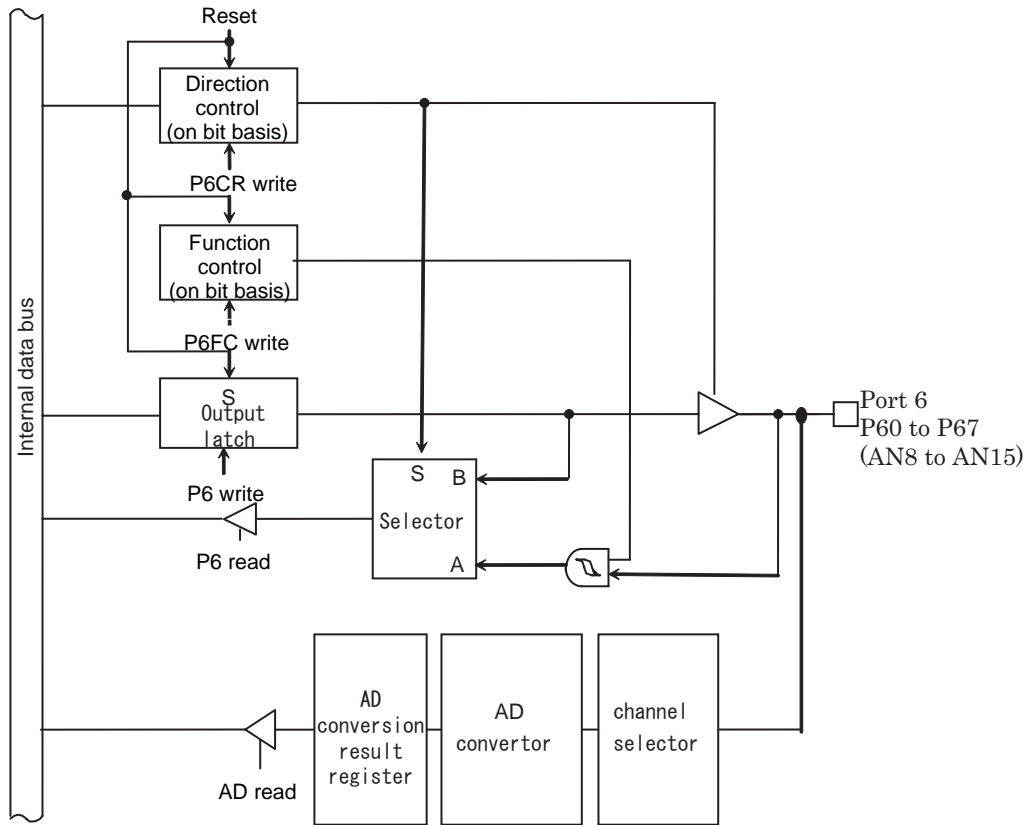 Reset
Direction
control
(on bit basis)
P6CR write
Function
control
(on bit basis)
P6FC write
Internal data bus
S
Output
latch
P6 write
S B
Selector
A
P6 read
Port 6
P60 to P67
(AN8 to AN15)
AD
conversion
result
register
AD
convertor
channel
selector
AD read